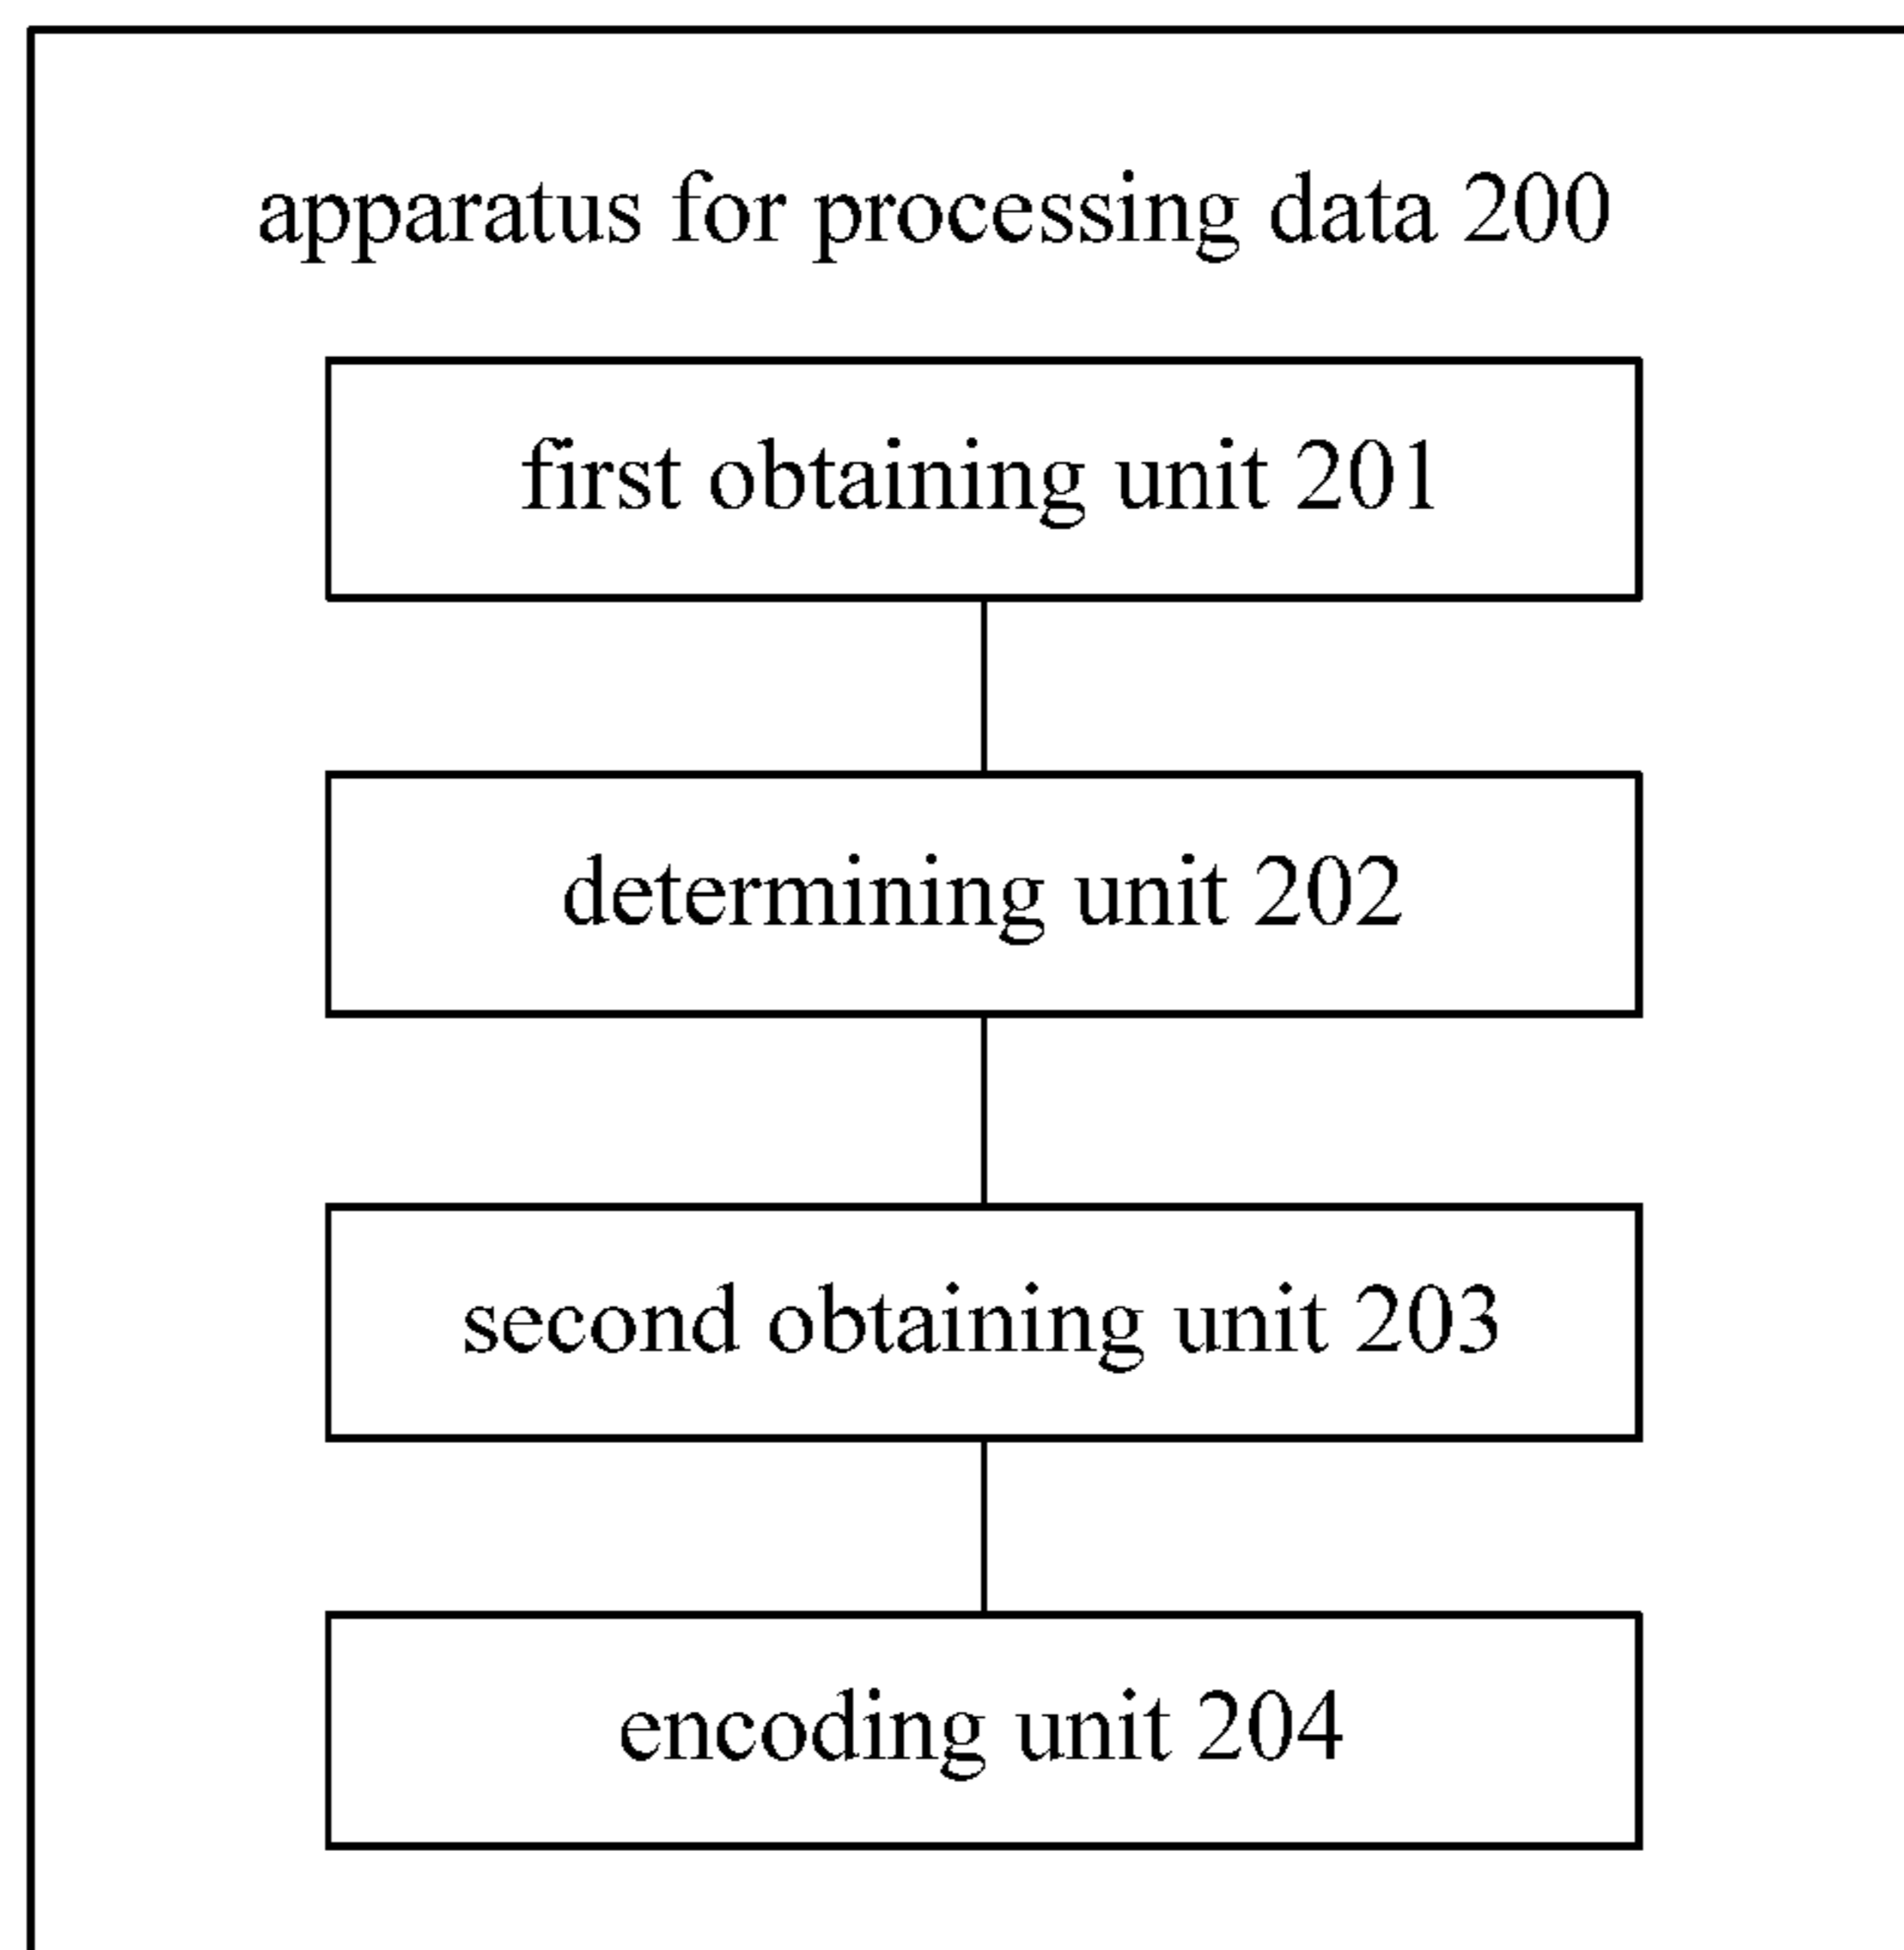 apparatus for processing data 200
first obtaining unit 201
determining unit 202
second obtaining unit 203
encoding unit 204